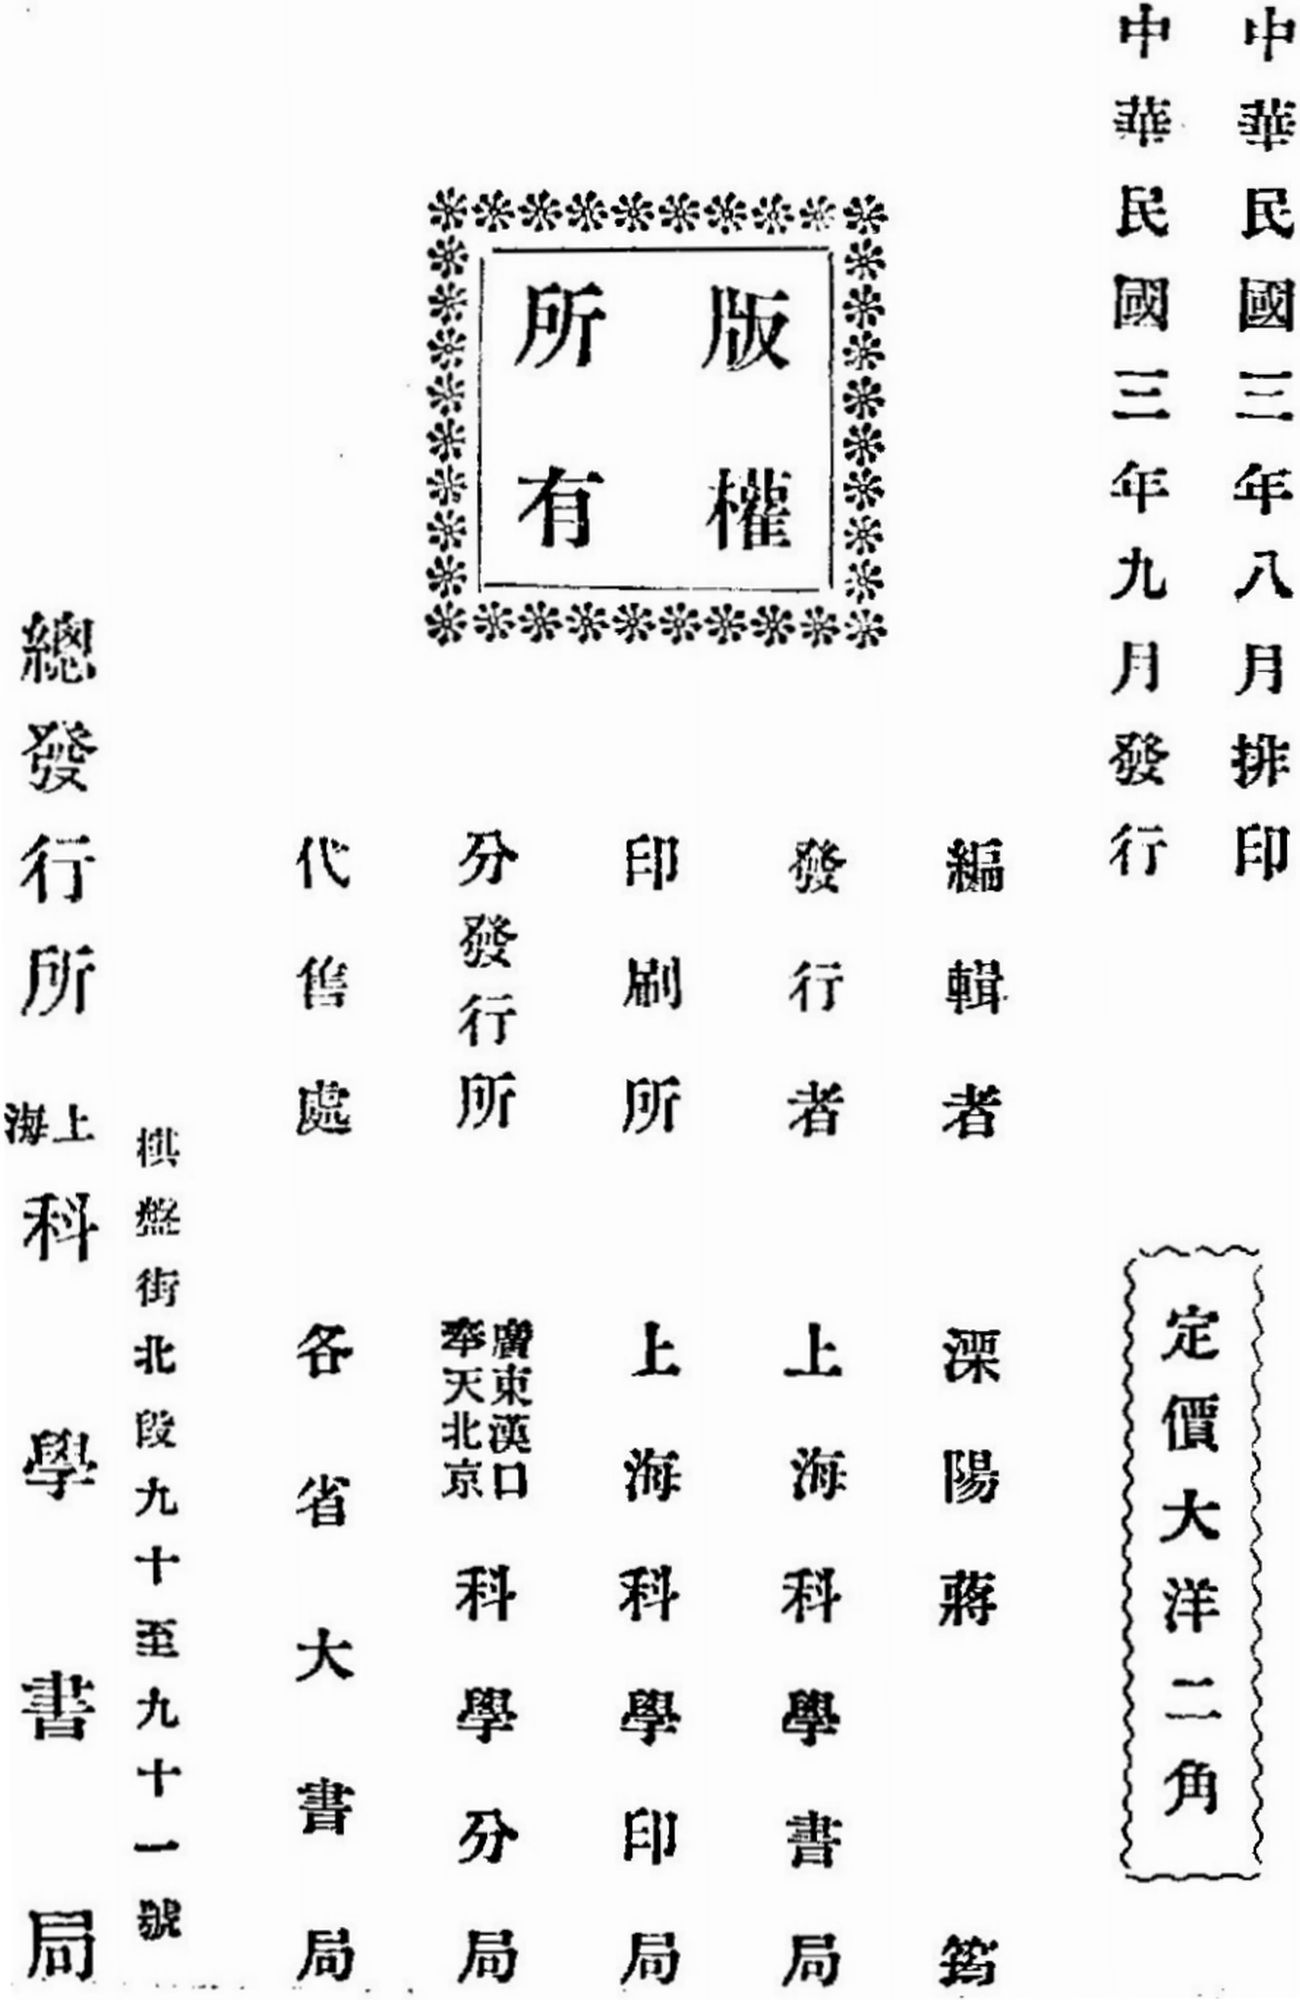 中華民國三年八月排印
中華民國三年九月發行
定價大洋二角
版權
所有
編輯者 溧陽蔣筠
發行者 上海科學書局
印刷所 上海科學印局
分發行所 廣東漢口
奉天北京
科學分局
代售處 各省大書局
棋盤街北段九十至九十一號
總發行所 上海科學書局